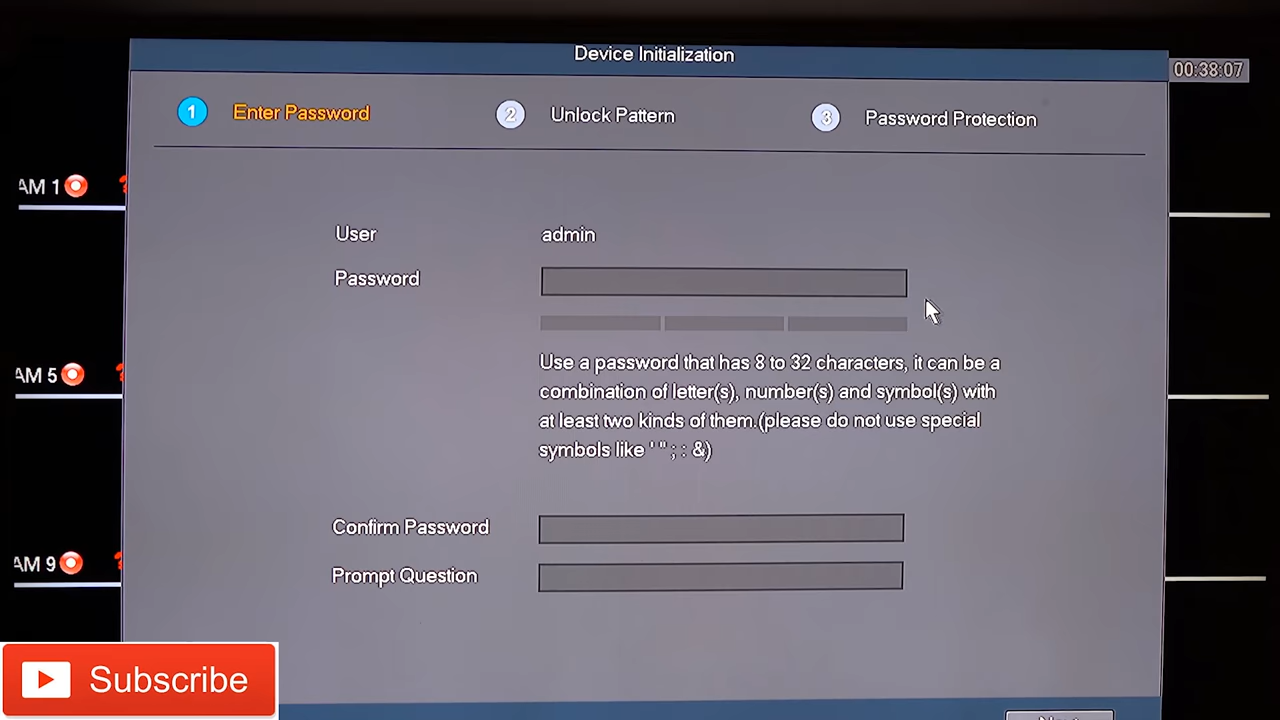 Device Initialization
00:38:07
1 Enter Password
2 Unlock Pattern
3 Password Protection
AM 1
User admin
Password
AM 5
Use a password that has 8 to 32 characters, it can be a
combination of letter(s), number(s) and symbol(s) with
at least two kinds of them.(please do not use special
symbols like ' " ; : &)
Confirm Password
AM 9
Prompt Question
Subscribe